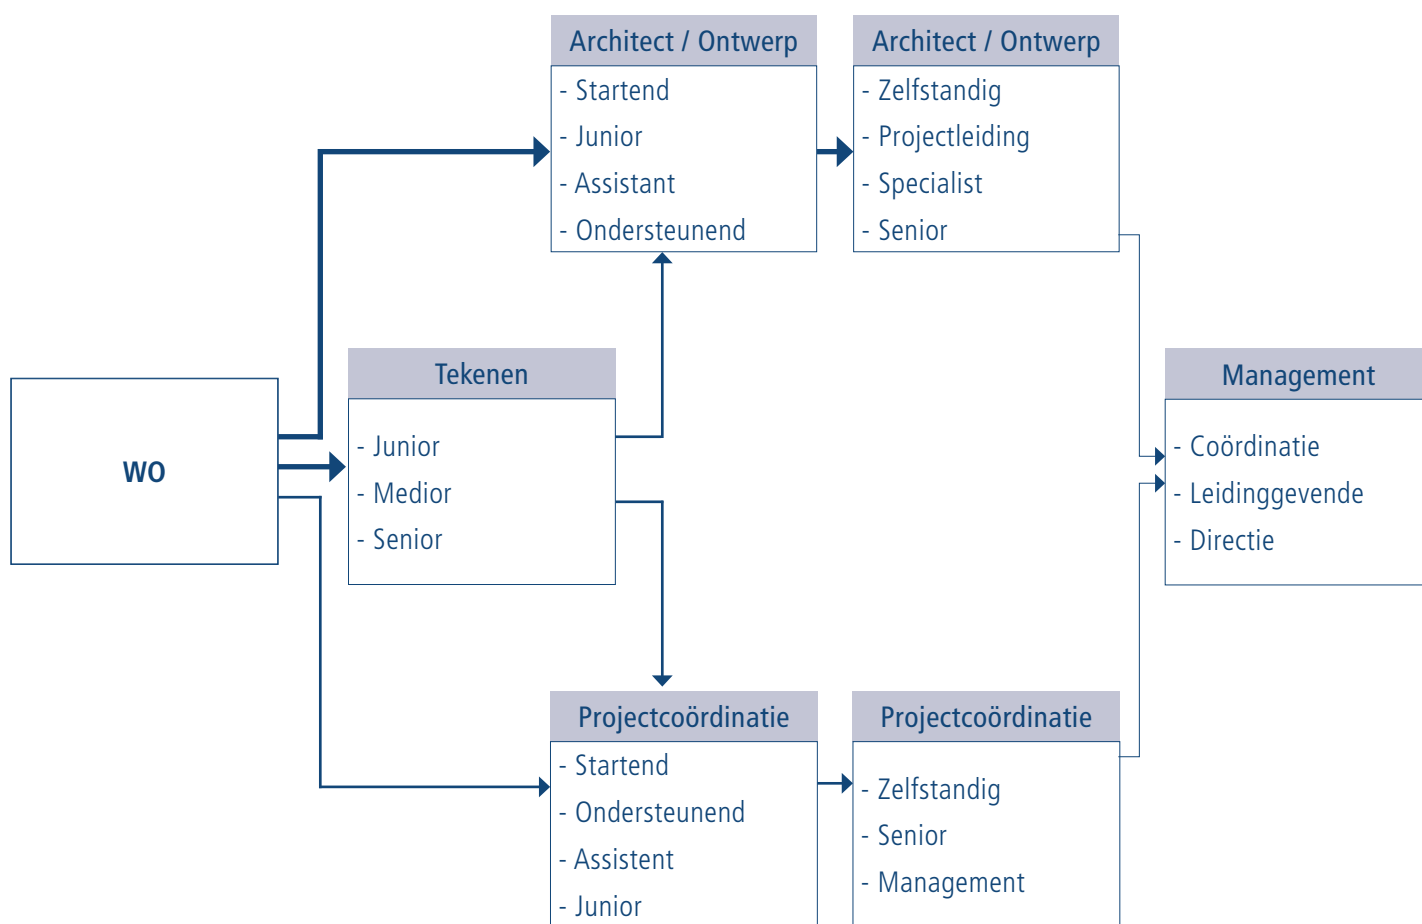 Architect / Ontwerp
- Startend
- Junior
- Assistant
- Ondersteunend
Architect / Ontwerp
- Zelfstandig
- Projectleiding
- Specialist
- Senior
WO
Tekenen
- Junior
- Medior
- Senior
Management
- Coördinatie
- Leidinggevende
- Directie
Projectcoördinatie
- Startend
- Ondersteunend
- Assistent
- Junior
Projectcoördinatie
- Zelfstandig
- Senior
- Management